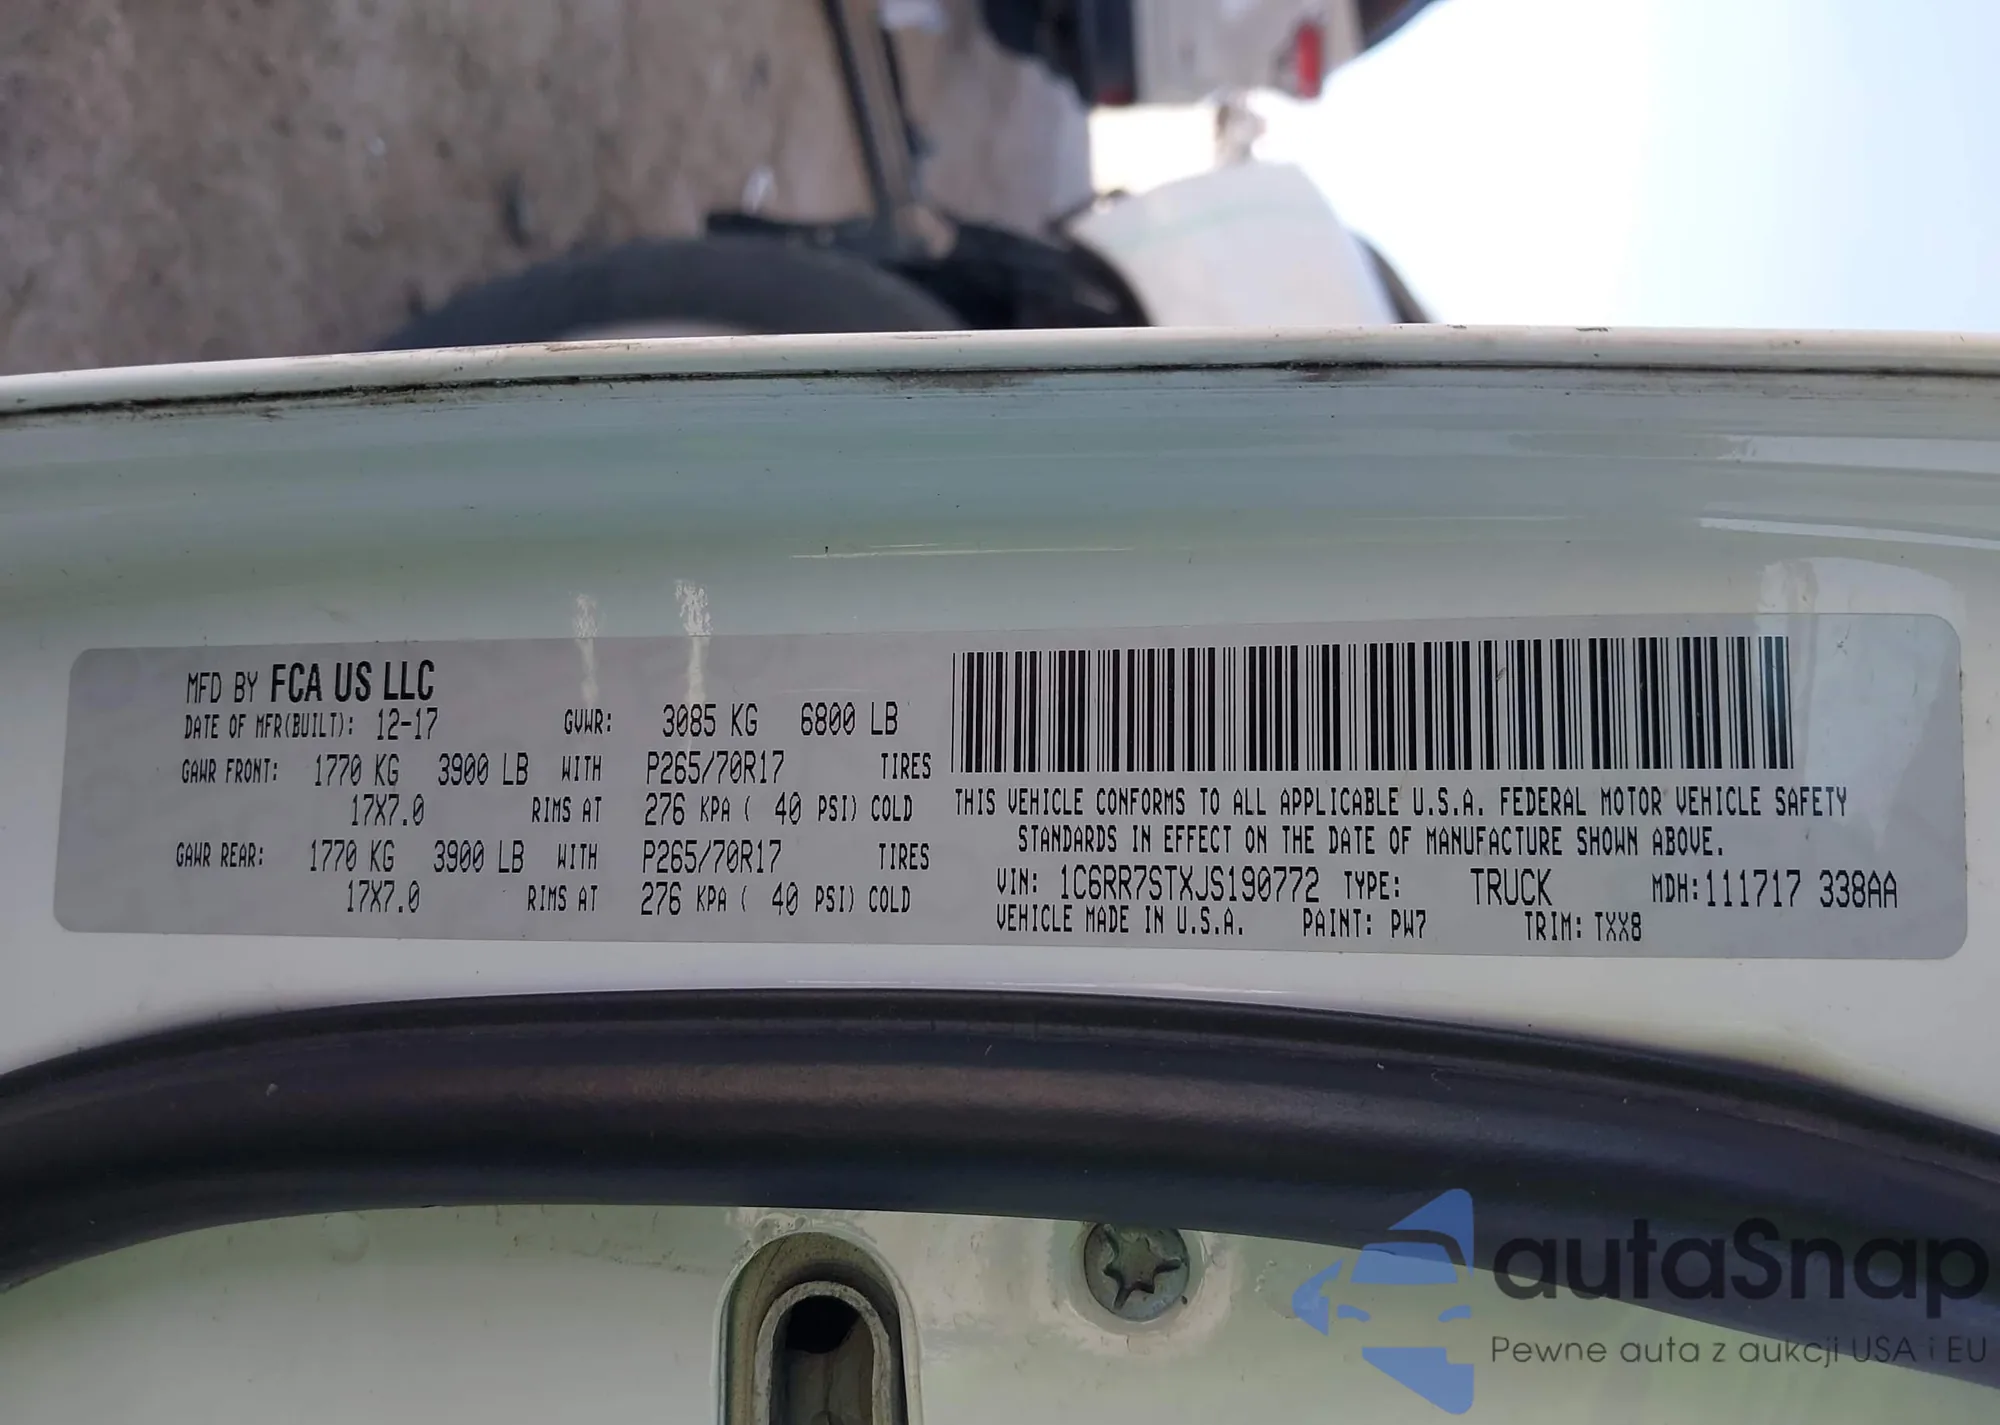 MFD BY FCA US LLC
DATE OF MFR(BUILT): 12-17 GVWR: 3085 KG 6800 LB
GAWR FRONT: 1770 KG 3900 LB WITH P265/70R17 TIRES
17X7.0 RIMS AT 276 KPA ( 40 PSI) COLD
GAWR REAR: 1770 KG 3900 LB WITH P265/70R17 TIRES
17X7.0 RIMS AT 276 KPA ( 40 PSI) COLD
THIS VEHICLE CONFORMS TO ALL APPLICABLE U.S.A. FEDERAL MOTOR VEHICLE SAFETY
STANDARDS IN EFFECT ON THE DATE OF MANUFACTURE SHOWN ABOVE.
VIN: 1C6RR7STXJS190772 TYPE: TRUCK MDH:111717 338AA
VEHICLE MADE IN U.S.A. PAINT: PW7 TRIM: TXX8
autaSnap
Pewne auta z aukcji USA i EU